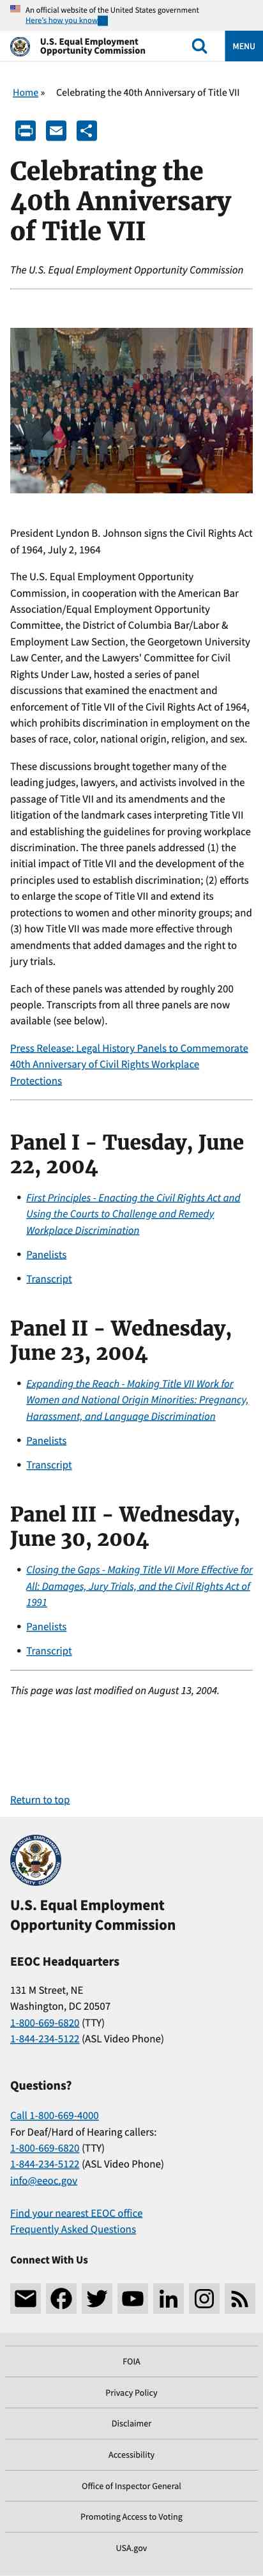 An official website of the United States government
Here's how you know
U.S. Equal Employment
Opportunity Commission
MENU
Home » Celebrating the 40th Anniversary of Title VII
Celebrating the
40th Anniversary
of Title VII
The U.S. Equal Employment Opportunity Commission
President Lyndon B. Johnson signs the Civil Rights Act
of 1964, July 2, 1964
The U.S. Equal Employment Opportunity
Commission, in cooperation with the American Bar
Association/Equal Employment Opportunity
Committee, the District of Columbia Bar/Labor &
Employment Law Section, the Georgetown University
Law Center, and the Lawyers' Committee for Civil
Rights Under Law, hosted a series of panel
discussions that examined the enactment and
enforcement of Title VII of the Civil Rights Act of 1964,
which prohibits discrimination in employment on the
bases of race, color, national origin, religion, and sex.
These discussions brought together many of the
leading judges, lawyers, and activists involved in the
passage of Title VII and its amendments and the
litigation of the landmark cases interpreting Title VII
and establishing the guidelines for proving workplace
discrimination. The three panels addressed (1) the
initial impact of Title VII and the development of the
principles used to establish discrimination; (2) efforts
to enlarge the scope of Title VII and extend its
protections to women and minority groups; and
(3) how Title VII was made more effective through
amendments that added damages and the right to
jury trials.
Each of these panels was attended by roughly 200
people. Transcripts from all three panels are now
available (see below).
Press Release: Legal History Panels to Commemorate
40th Anniversary of Civil Rights Workplace
Protections
Panel I - Tuesday, June
22, 2004
First Principles - Enacting the Civil Rights Act and
Using the Courts to Challenge and Remedy
Workplace Discrimination
Panelists
Transcript
Panel II - Wednesday,
June 23, 2004
Expanding the Reach - Making Title VII Work for
Women and National Origin Minorities: Pregnancy,
Harassment, and Language Discrimination
Panelists
Transcript
Panel III - Wednesday,
June 30, 2004
Closing the Gaps - Making Title VII More Effective for
All: Damages, Jury Trials, and the Civil Rights Act of
1991
Panelists
Transcript
This page was last modified on August 13, 2004.
Return to top
U.S. Equal Employment
Opportunity Commission
EEOC Headquarters
131 M Street, NE
Washington, DC 20507
1-800-669-6820 (TTY)
1-844-234-5122 (ASL Video Phone)
Questions?
Call 1-800-669-4000
For Deaf/Hard of Hearing callers:
1-800-669-6820 (TTY)
1-844-234-5122 (ASL Video Phone)
info@eeoc.gov
Find your nearest EEOC office
Frequently Asked Questions
Connect With Us
FOIA
Privacy Policy
Disclaimer
Accessibility
Office of Inspector General
Promoting Access to Voting
USA.gov